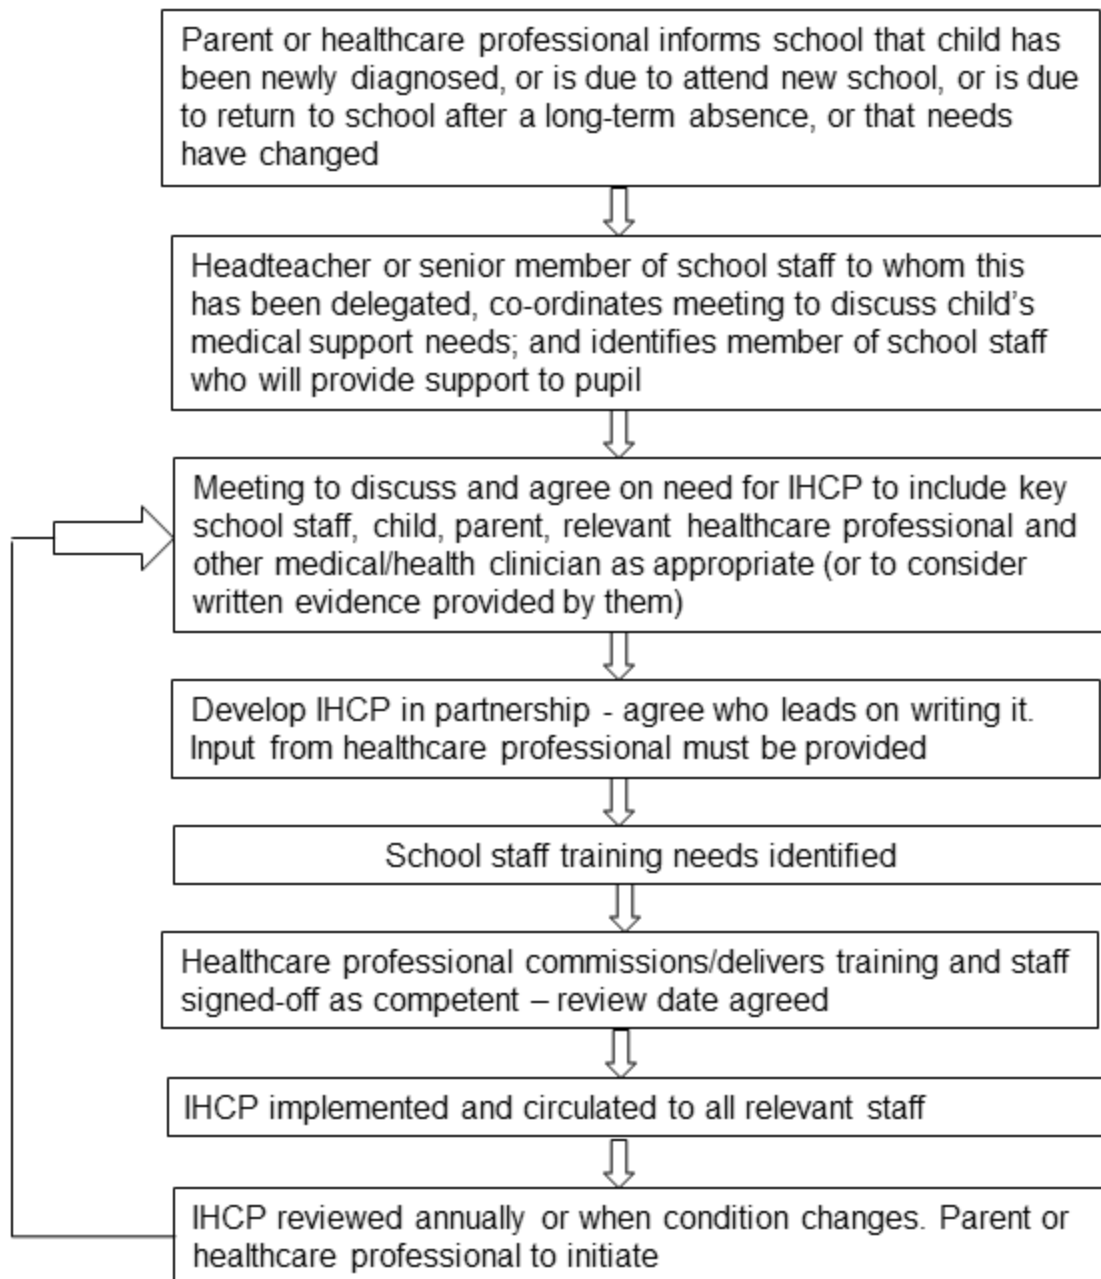 Parent or healthcare professional informs school that child has
been newly diagnosed, or is due to attend new school, or is due
to return to school after a long-term absence, or that needs
have changed
Headteacher or senior member of school staff to whom this
has been delegated, co-ordinates meeting to discuss child's
medical support needs; and identifies member of school staff
who will provide support to pupil
Meeting to discuss and agree on need for IHCP to include key
school staff, child, parent, relevant healthcare professional and
other medical/health clinician as appropriate (or to consider
written evidence provided by them)
Develop IHCP in partnership - agree who leads on writing it.
Input from healthcare professional must be provided
School staff training needs identified
Healthcare professional commissions/delivers training and staff
signed-off as competent – review date agreed
IHCP implemented and circulated to all relevant staff
IHCP reviewed annually or when condition changes. Parent or
healthcare professional to initiate